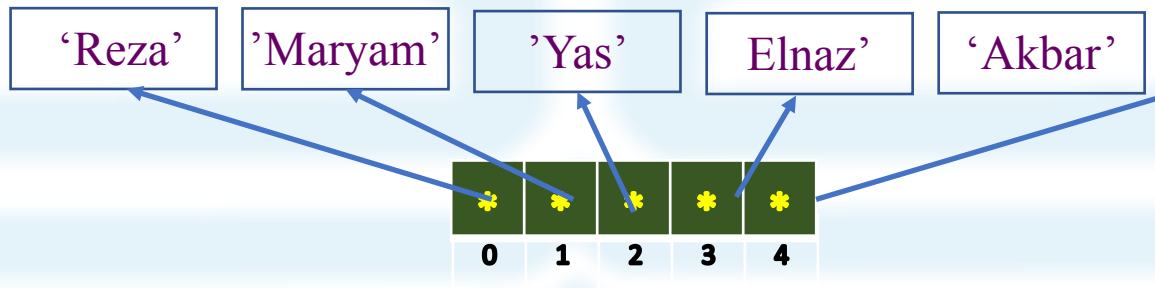 ‘Reza’ ’Maryam’ ’Yas’ Elnaz’ ‘Akbar’
* * * * *
0 1 2 3 4